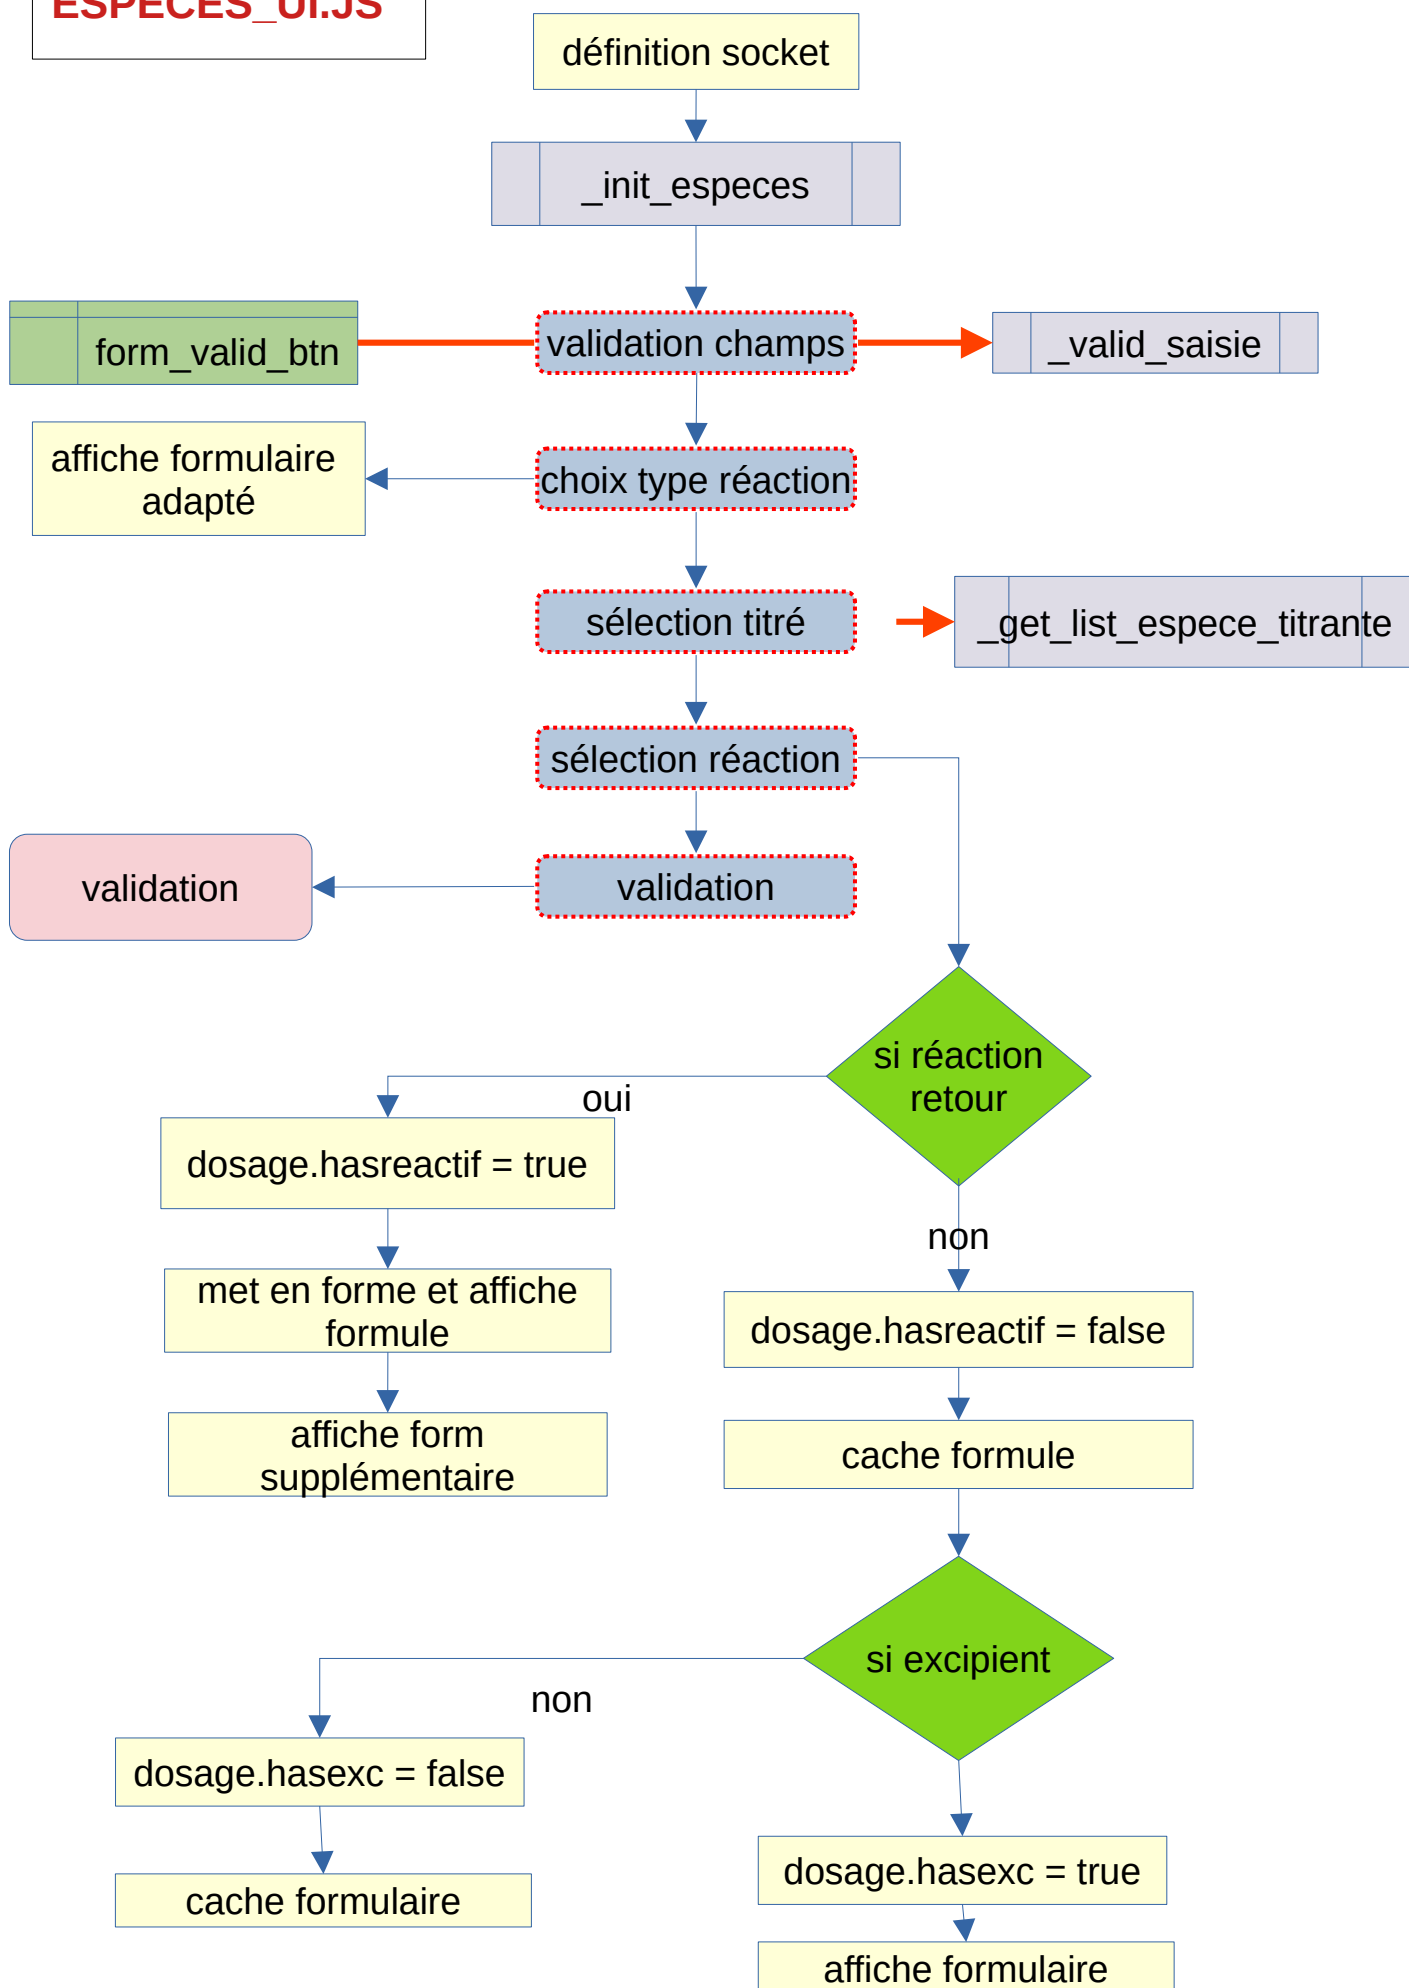 ESPECES_UI.JS
définition socket
_init_especes
form_valid_btn
validation champs
_valid_saisie
affiche formulaire
adapté
choix type réaction
sélection titré
_get_list_espece_titrante
sélection réaction
validation
validation
si réaction
retour
oui
dosage.hasreactif = true
non
met en forme et affiche
formule
dosage.hasreactif = false
affiche form
supplémentaire
cache formule
si excipient
non
dosage.hasexc = false
dosage.hasexc = true
cache formulaire
affiche formulaire